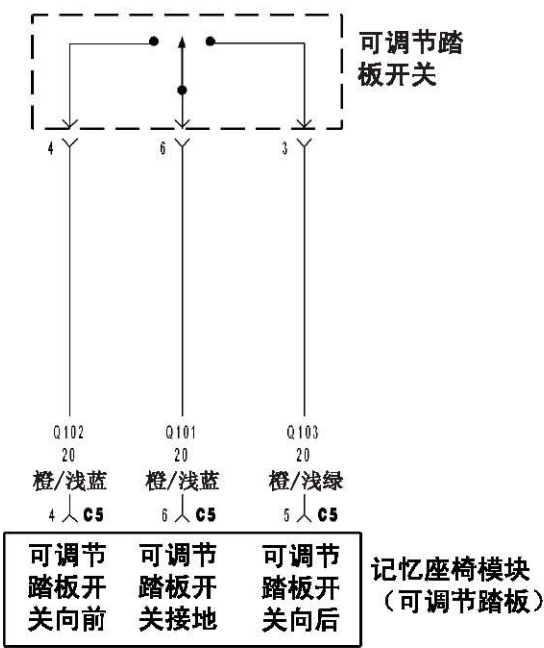 可调节踏
板开关
4 6 3
Q102 Q101 Q103
20 20 20
橙/浅蓝 橙/浅蓝 橙/浅绿
4 C5 6 C5 5 C5
可调节 可调节 可调节
踏板开 踏板开 踏板开
关向前 关接地 关向后
记忆座椅模块
（可调节踏板）